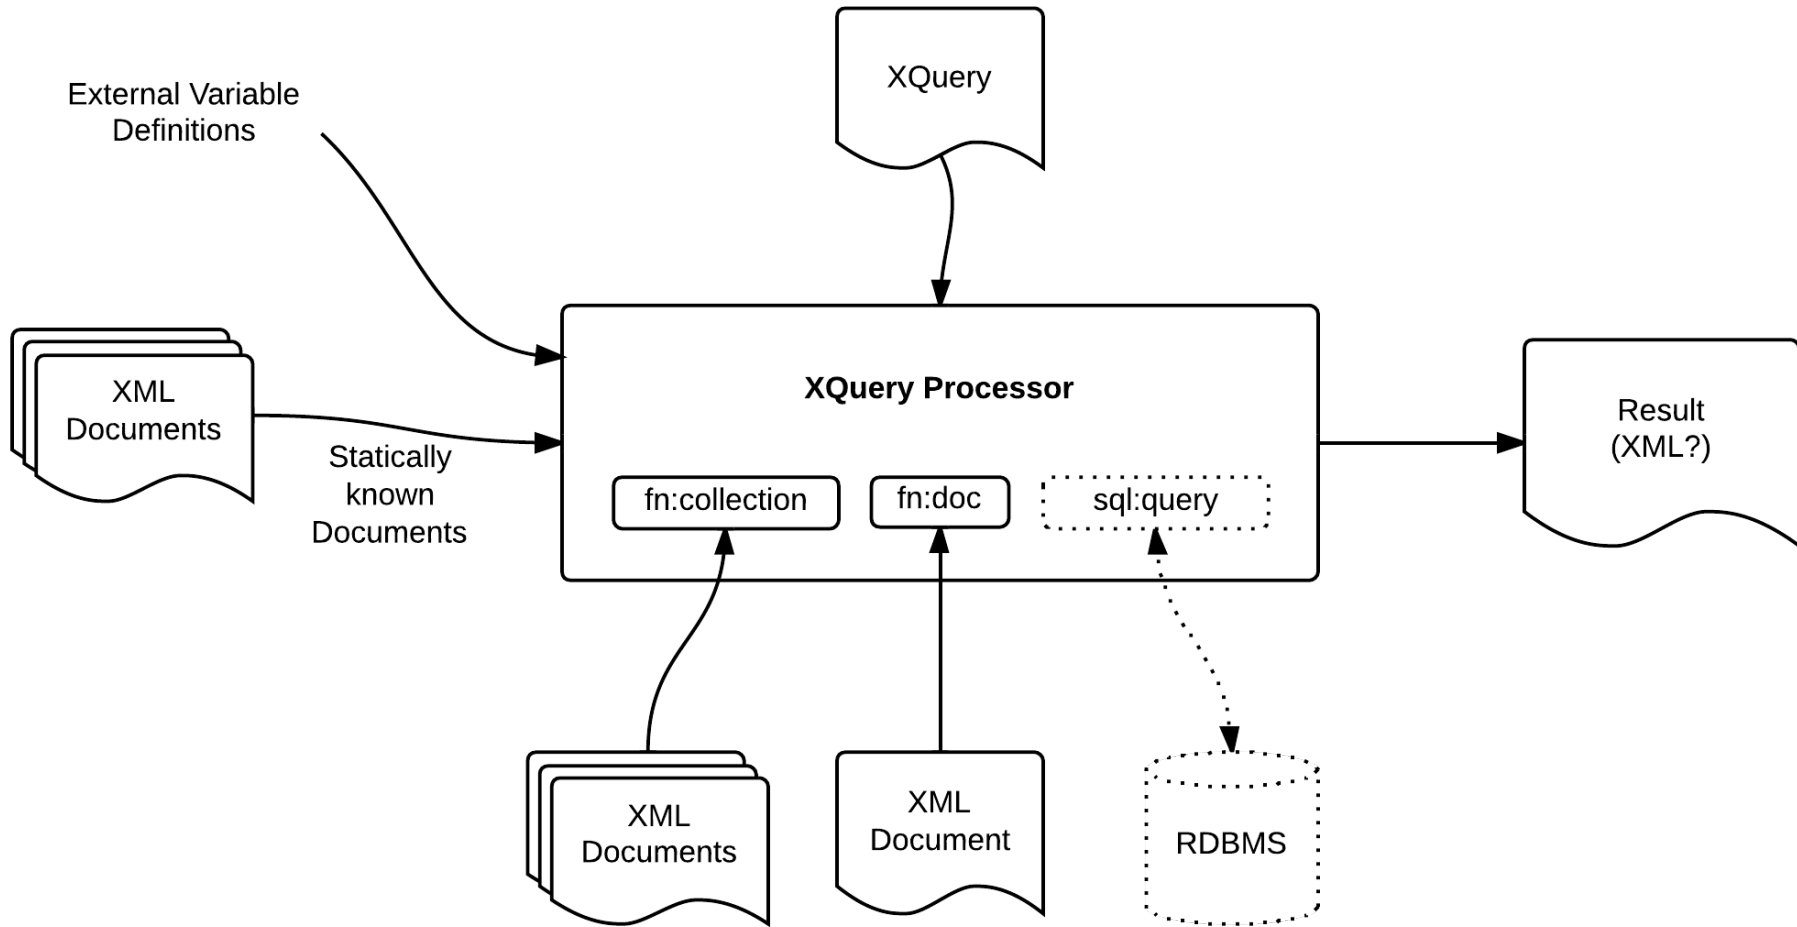 XQuery
External Variable
Definitions
XML
Documents
Statically
known
Documents
XQuery Processor
fn:collection
fn:doc
sql:query
Result
(XML?)
XML
Documents
XML
Document
RDBMS